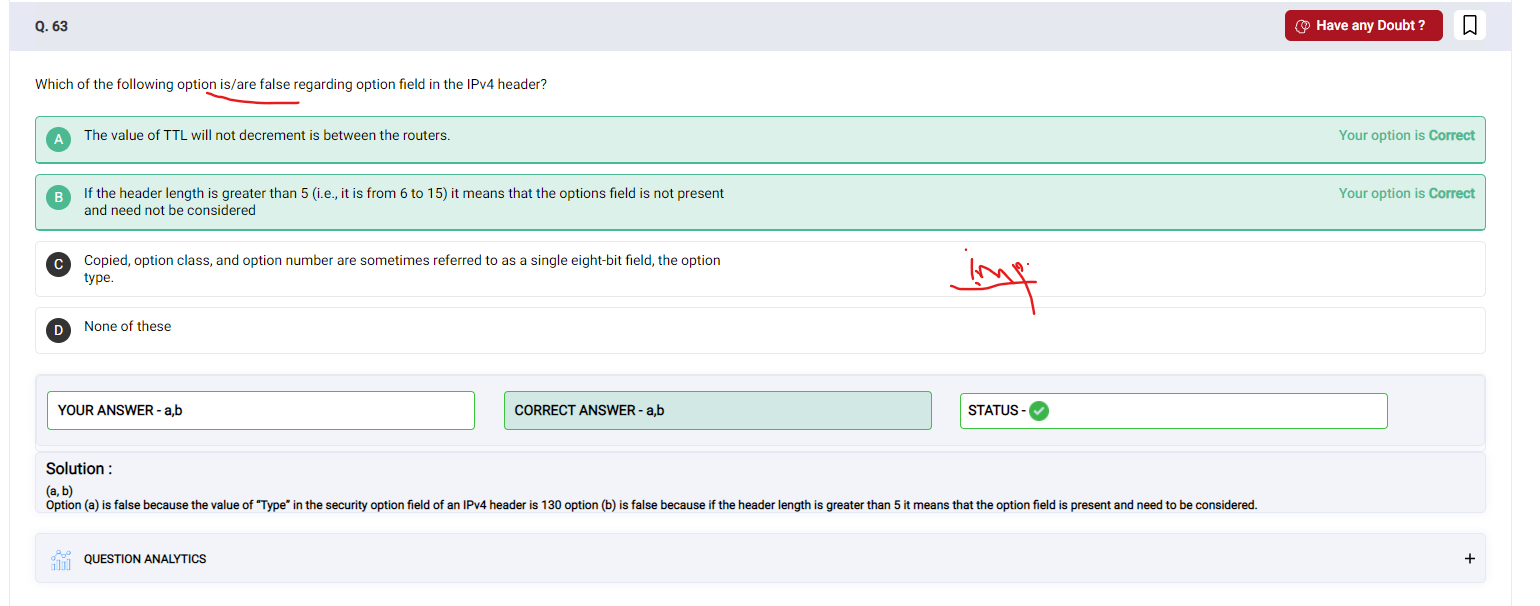 Q. 63
Have any Doubt ?
Which of the following option is/are false regarding option field in the IPv4 header?
A
The value of TTL will not decrement is between the routers.
Your option is Correct
B
If the header length is greater than 5 (i.e., it is from 6 to 15) it means that the options field is not present
and need not be considered
Your option is Correct
C
Copied, option class, and option number are sometimes referred to as a single eight-bit field, the option
type.
imp.
D
None of these
YOUR ANSWER - a,b
CORRECT ANSWER - a,b
STATUS -
Solution :
(a, b)
Option (a) is false because the value of “Type” in the security option field of an IPv4 header is 130 option (b) is false because if the header length is greater than 5 it means that the option field is present and need to be considered.
QUESTION ANALYTICS
+